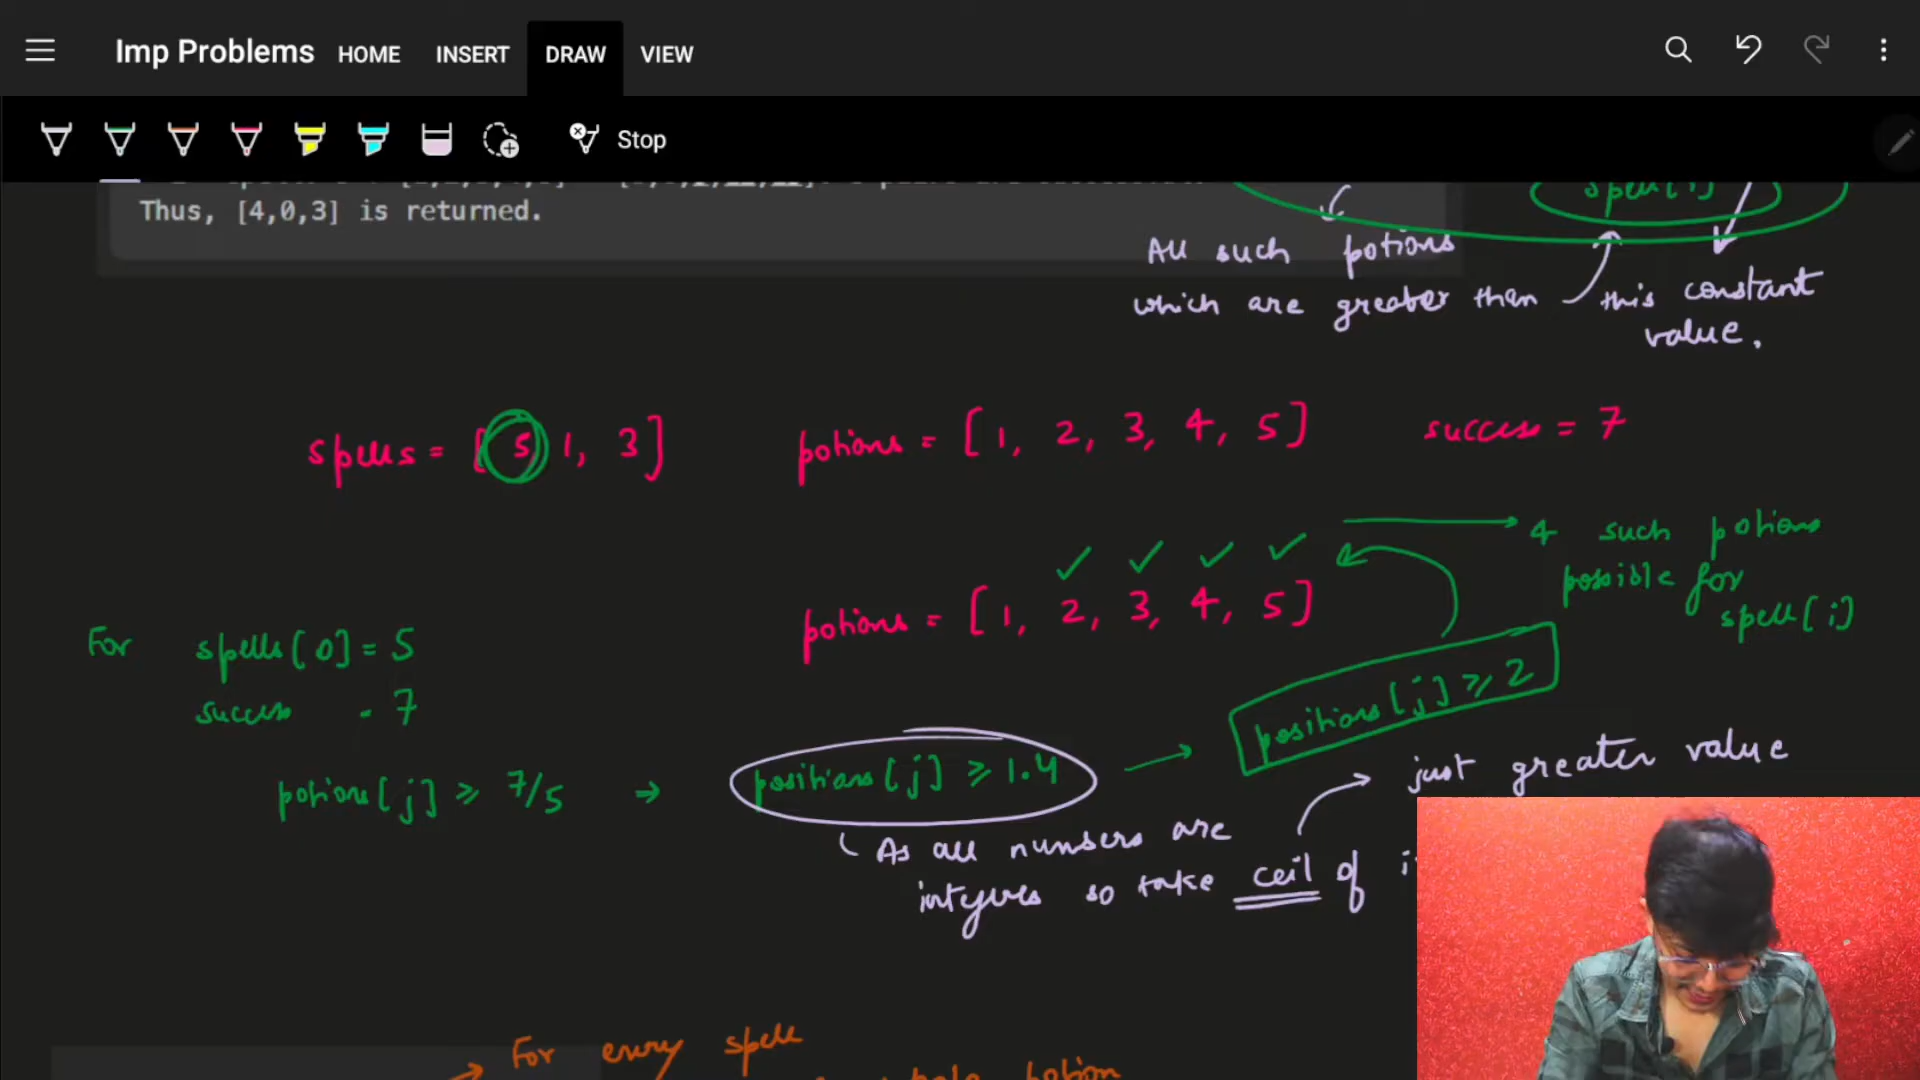 Imp Problems HOME INSERT DRAW VIEW
Stop
Thus, [4,0,3] is returned.
spell(i)
All such potions
which are greater than this constant
value.
spells = [ 5, 1, 3]
potions = [1, 2, 3, 4, 5]
success = 7
4 such potions
possible for
spell(i)
potions = [1, 2, 3, 4, 5]
For spells[0] = 5
success = 7
positions[j] ≥ 2
potions[j] ≥ 7/5 → positions[j] ≥ 1.4
just greater value
As all numbers are
integers so take ceil of
For every spell
potion